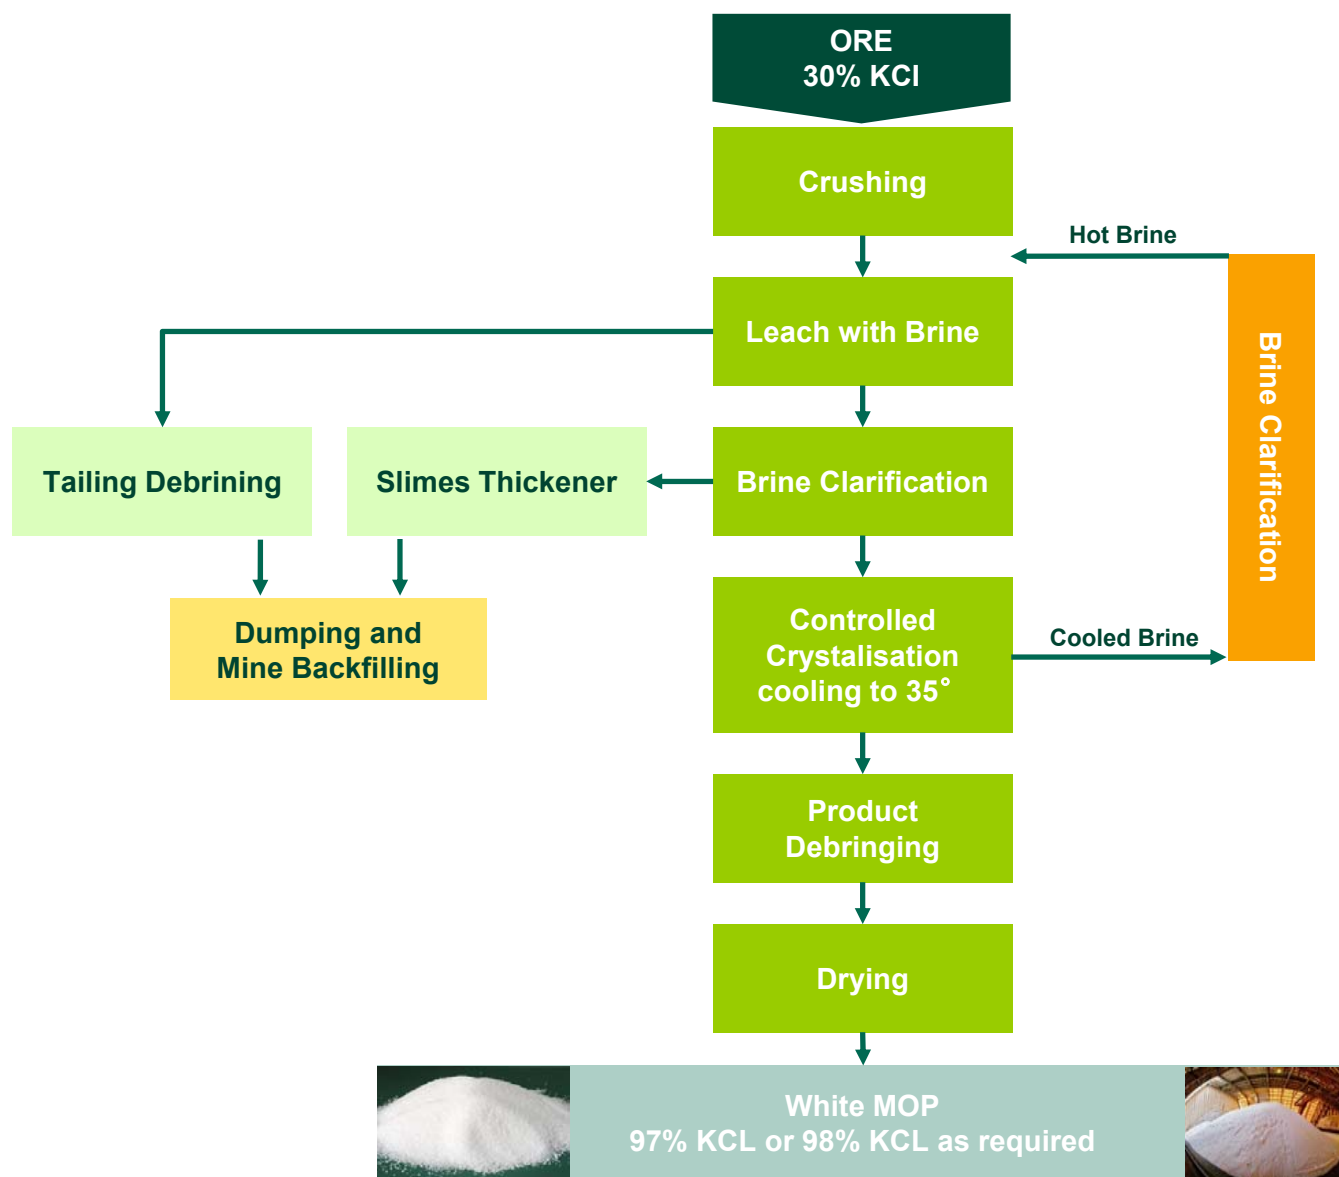 ORE
30% KCl
Crushing
Hot Brine
Leach with Brine
Brine Clarification
Tailing Debrining
Slimes Thickener
Brine Clarification
Dumping and
Mine Backfilling
Controlled
Crystalisation
cooling to 35°
Cooled Brine
Product
Debringing
Drying
White MOP
97% KCL or 98% KCL as required